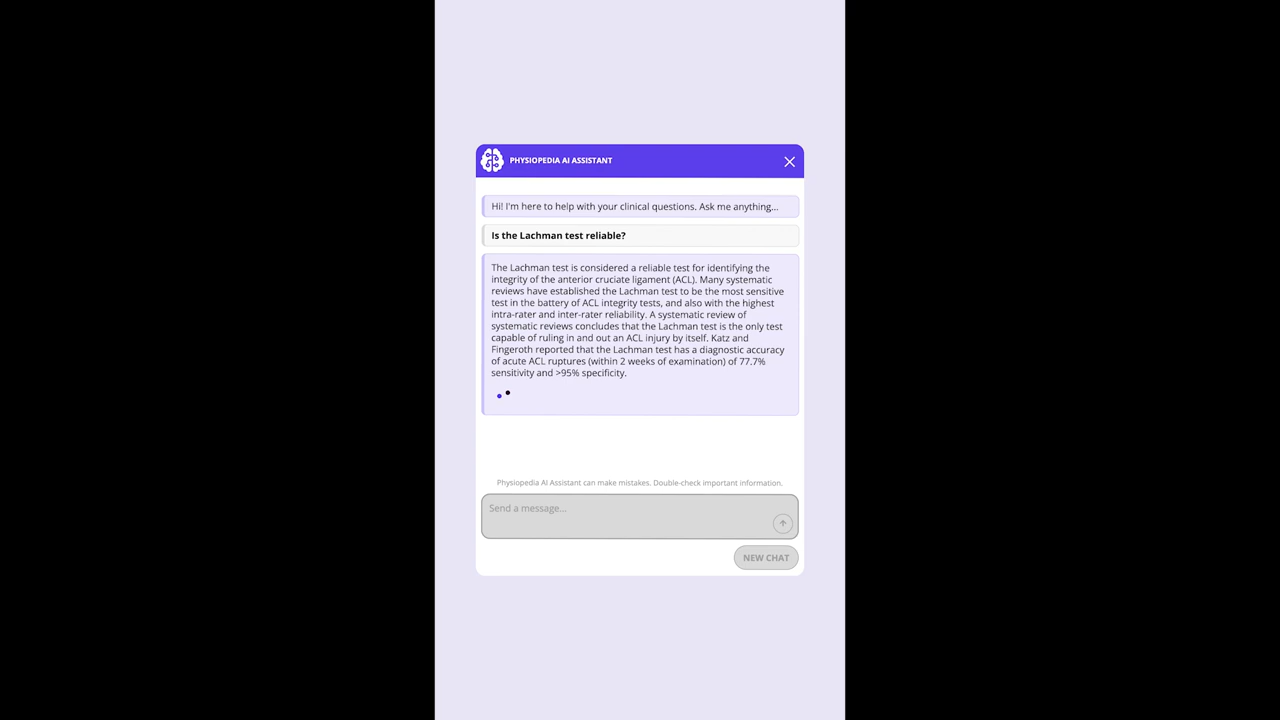 PHYSIOPEDIA AI ASSISTANT
Hi! I'm here to help with your clinical questions. Ask me anything...
Is the Lachman test reliable?
The Lachman test is considered a reliable test for identifying the
integrity of the anterior cruciate ligament (ACL). Many systematic
reviews have established the Lachman test to be the most sensitive
test in the battery of ACL integrity tests, and also with the highest
intra-rater and inter-rater reliability. A systematic review of
systematic reviews concludes that the Lachman test is the only test
capable of ruling in and out an ACL injury by itself. Katz and
Fingeroth reported that the Lachman test has a diagnostic accuracy
of acute ACL ruptures (within 2 weeks of examination) of 77.7%
sensitivity and >95% specificity.
Physiopedia AI Assistant can make mistakes. Double-check important information.
Send a message...
NEW CHAT